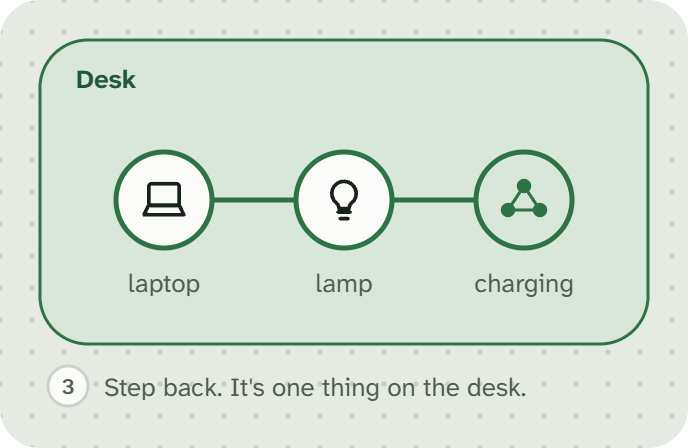 Desk
laptop lamp charging
3 Step back. It's one thing on the desk.